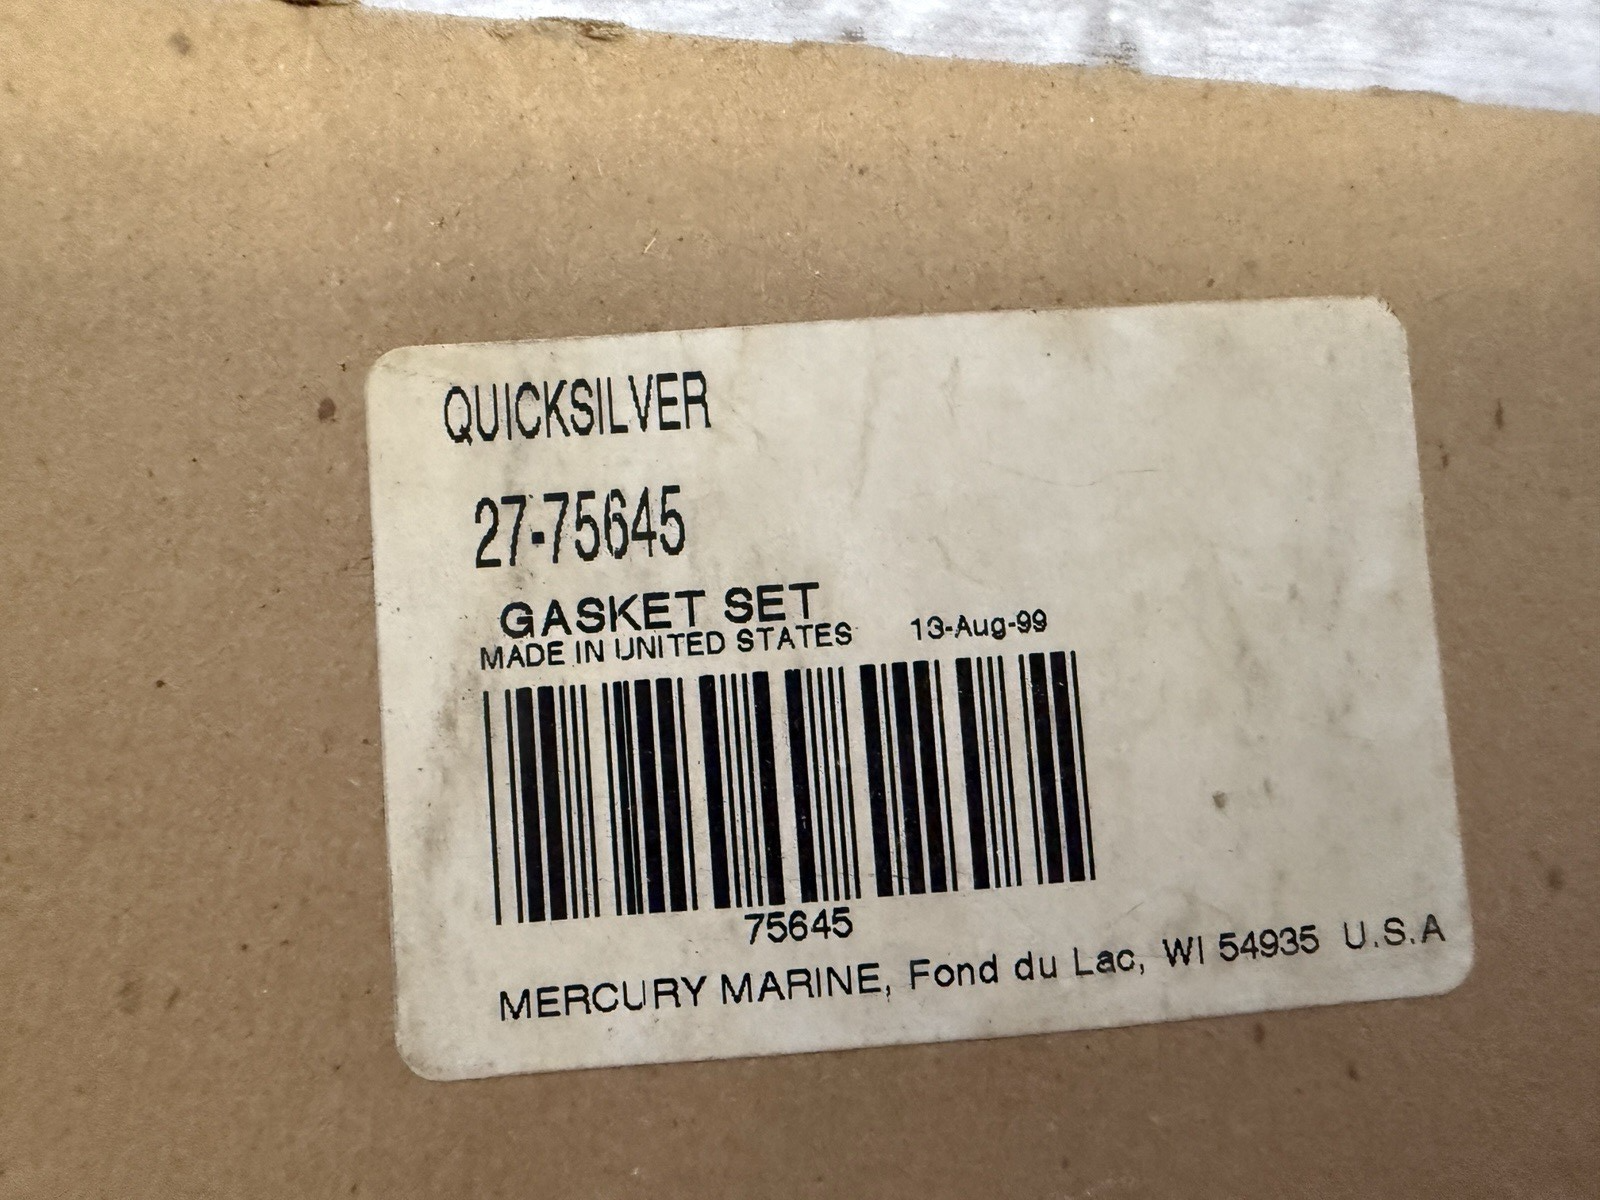 QUICKSILVER
27-75645
GASKET SET
MADE IN UNITED STATES 13-Aug-99
75645
MERCURY MARINE, Fond du Lac, WI 54935 U.S.A